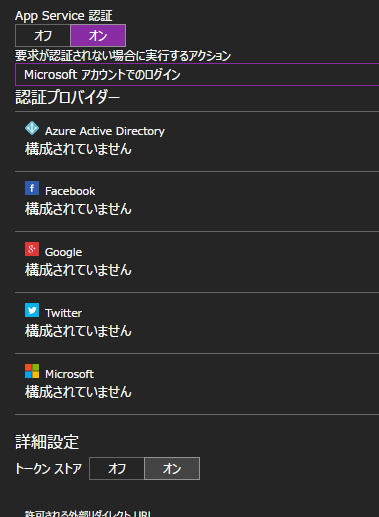 App Service 認証
オフ オン
要求が認証されない場合に実行するアクション
Microsoft アカウントでのログイン
認証プロバイダー
Azure Active Directory
構成されていません
Facebook
構成されていません
Google
構成されていません
Twitter
構成されていません
Microsoft
構成されていません
詳細設定
トークン ストア オフ オン
許可される外部リダイレクト URL